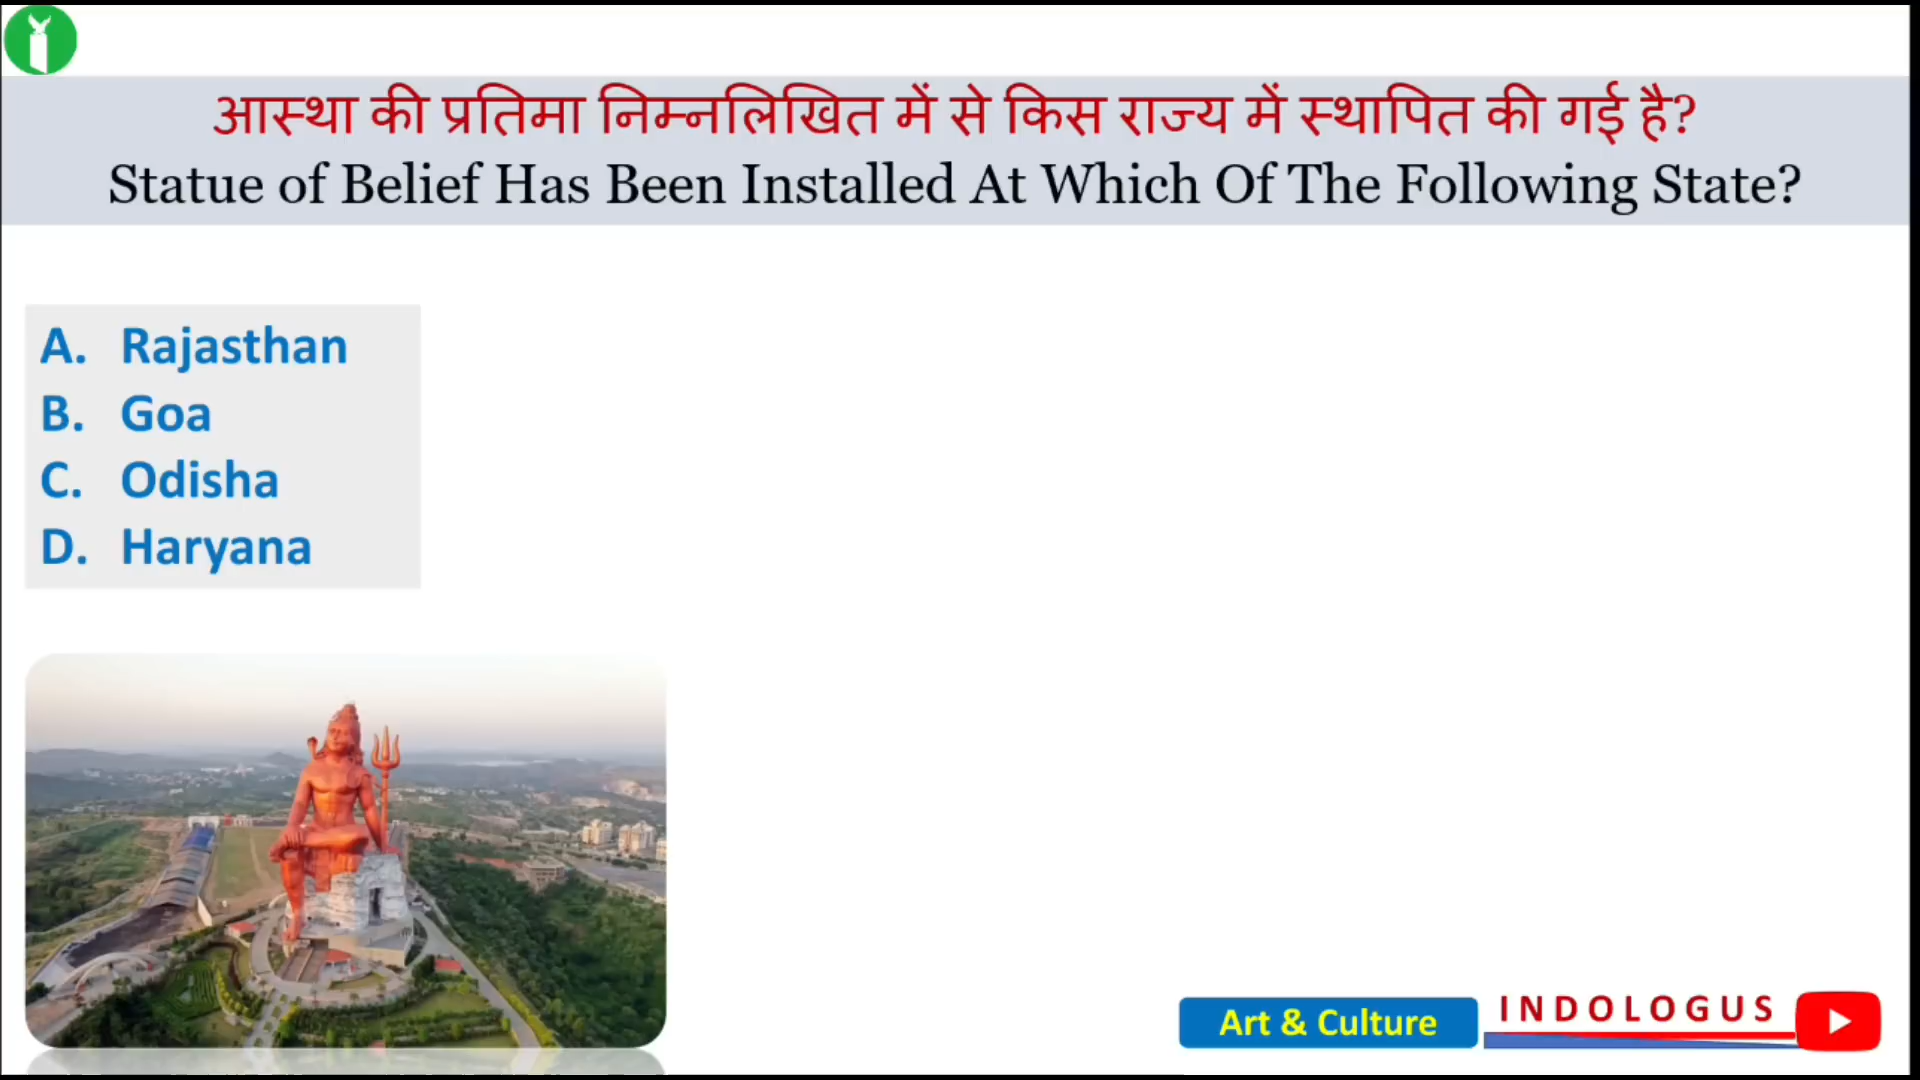 आस्था की प्रतिमा निम्नलिखित में से किस राज्य में स्थापित की गई है?
Statue of Belief Has Been Installed At Which Of The Following State?
A. Rajasthan
B. Goa
C. Odisha
D. Haryana
Art & Culture
INDOLOGUS